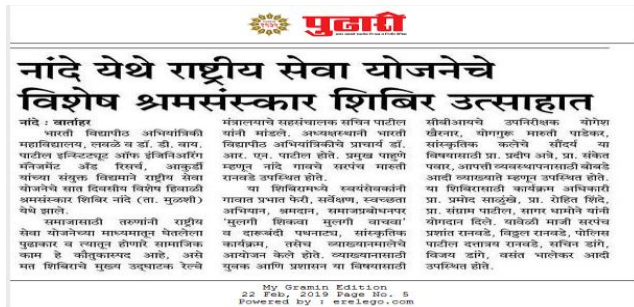 पुढारी
नांदे येथे राष्ट्रीय सेवा योजनेचे
विशेष श्रमसंस्कार शिबिर उत्साहात
नांदे : वार्ताहर
भारती विद्यापीठ अभियांत्रिकी
महाविद्यालय, लवळे व डॉ. डी. वाय.
पाटील इन्स्टिट्यूट ऑफ इंजिनिअरिंग
मॅनेजमेंट अँड रिसर्च, आकुर्डी
यांच्या संयुक्त विद्यमाने राष्ट्रीय सेवा
योजनेचे सात दिवसीय विशेष हिवाळी
श्रमसंस्कार शिबिर नांदे (ता. मुळशी)
येथे झाले.
समाजासाठी तरुणांनी राष्ट्रीय
सेवा योजनेच्या माध्यमातून घेतलेला
पुढाकार व त्यातून होणारे सामाजिक
काम हे कौतुकास्पद आहे, असे
मत शिबिराचे मुख्य उद्घाटक रेल्वे
मंत्रालयाचे सहसंचालक सचिन पाटील
यांनी मांडले. अध्यक्षस्थानी भारती
विद्यापीठ अभियांत्रिकीचे प्राचार्य डॉ.
आर. एन. पाटील होते. प्रमुख पाहुणे
म्हणून नांदे गावचे सरपंच मारुती
रानवडे उपस्थित होते.
या शिबिरामध्ये स्वयंसेवकांनी
गावात प्रभात फेरी, सर्वेक्षण, स्वच्छता
अभियान, श्रमदान, समाजप्रबोधनपर
'मुलगी शिकवा मुलगी वाचवा'
व दारूबंदी पथनाट्य, सांस्कृतिक
कार्यक्रम, तसेच व्याख्यानमालेचे
आयोजन केले होते. व्याख्यानासाठी
युवक आणि प्रशासन या विषयासाठी
सीबीआयचे उपनिरीक्षक योगेश
खैरनार, योगगुरू मारुती पाडेकर,
सांस्कृतिक कलेचे सौंदर्य या
विषयासाठी प्रा. प्रदीप अन्ने, प्रा. संकेत
पवार, आपत्ती व्यवस्थापनासाठी बोबडे
आदी व्याख्याते म्हणून उपस्थित होते.
या शिबिरासाठी कार्यक्रम अधिकारी
प्रा. प्रमोद साळुंखे, प्रा. रोहित शिंदे,
प्रा. संग्राम पाटील, सागर धामोने यांनी
योगदान दिले. यावेळी माजी सरपंच
प्रशांत रानवडे, विठ्ठल रानवडे, पोलिस
पाटील दत्तात्रय रानवडे, सचिन डांगे,
विजय डांगे, वसंत भालेकर आदी
उपस्थित होते.
My Gramin Edition
22 Feb, 2019 Page No. 5
Powered by : erelego.com